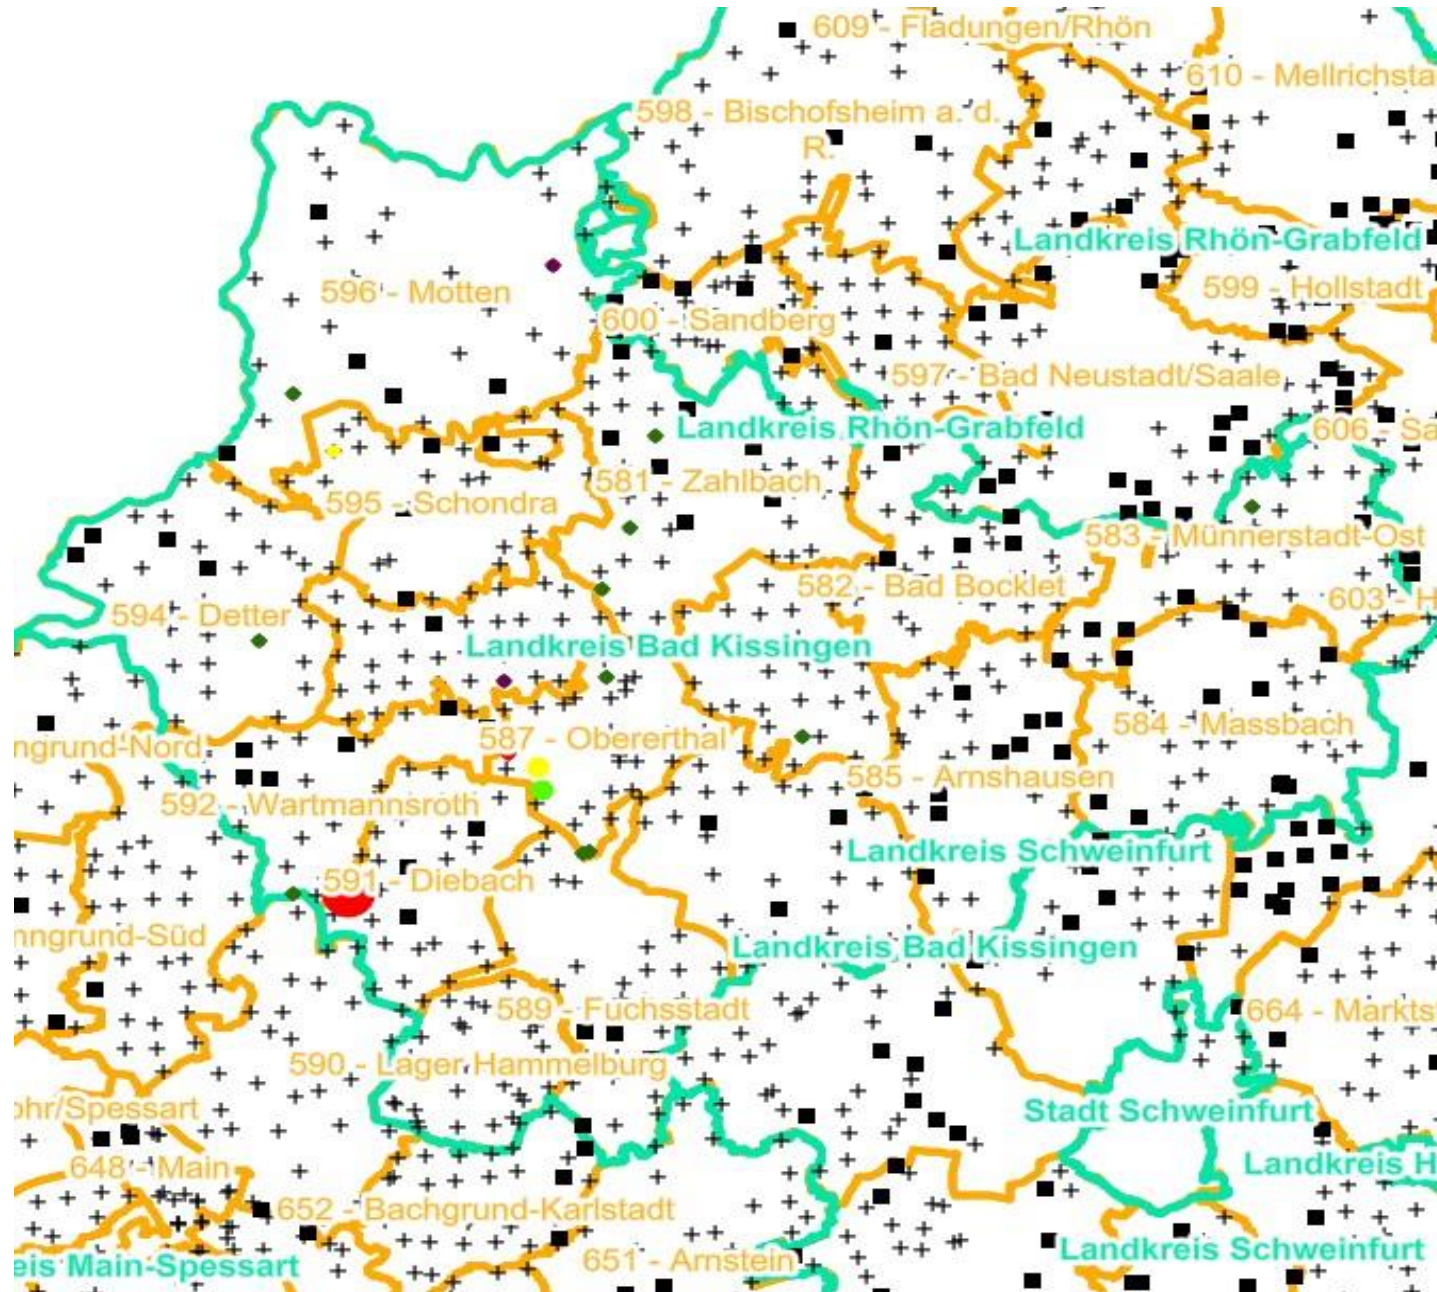 609 - Fladungen/Rhön
610 - Mellrichsta
598 - Bischofsheim a. d.
R.
Landkreis Rhön-Grabfeld
596 - Motten
599 - Hollstadt
600 - Sandberg
597 - Bad Neustadt/Saale
Landkreis Rhön-Grabfeld
606 - Sa
581 - Zahlbach
595 - Schondra
583 - Münnerstadt-Ost
582 - Bad Bocklet
603 - H
594 - Detter
Landkreis Bad Kissingen
584 - Massbach
587 - Obererthal
nngrund-Nord
585 - Arnshausen
592 - Wartmannsroth
Landkreis Schweinfurt
591 - Diebach
nngrund-Süd
Landkreis Bad Kissingen
589 - Fuchsstadt
664 - Markts
590 - Lager Hammelburg
ohr/Spessart
Stadt Schweinfurt
648 - Main
Landkreis H
652 - Bachgrund-Karlstadt
651 - Arnstein
Landkreis Schweinfurt
eis Main-Spessart